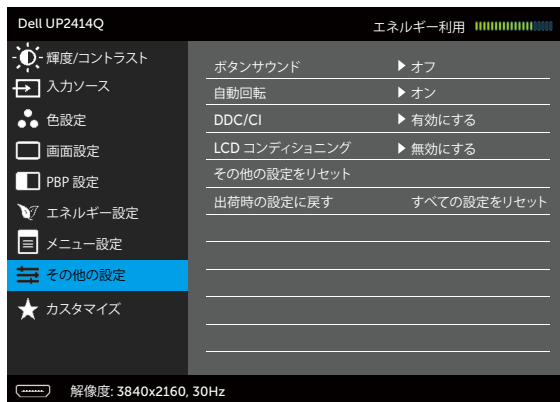 Dell UP2414Q
エネルギー利用
輝度/コントラスト
入力ソース
色設定
画面設定
PBP 設定
エネルギー設定
メニュー設定
その他の設定
カスタマイズ
ボタンサウンド オフ
自動回転 オン
DDC/CI 有効にする
LCD コンディショニング 無効にする
その他の設定をリセット
出荷時の設定に戻す すべての設定をリセット
解像度: 3840x2160, 30Hz